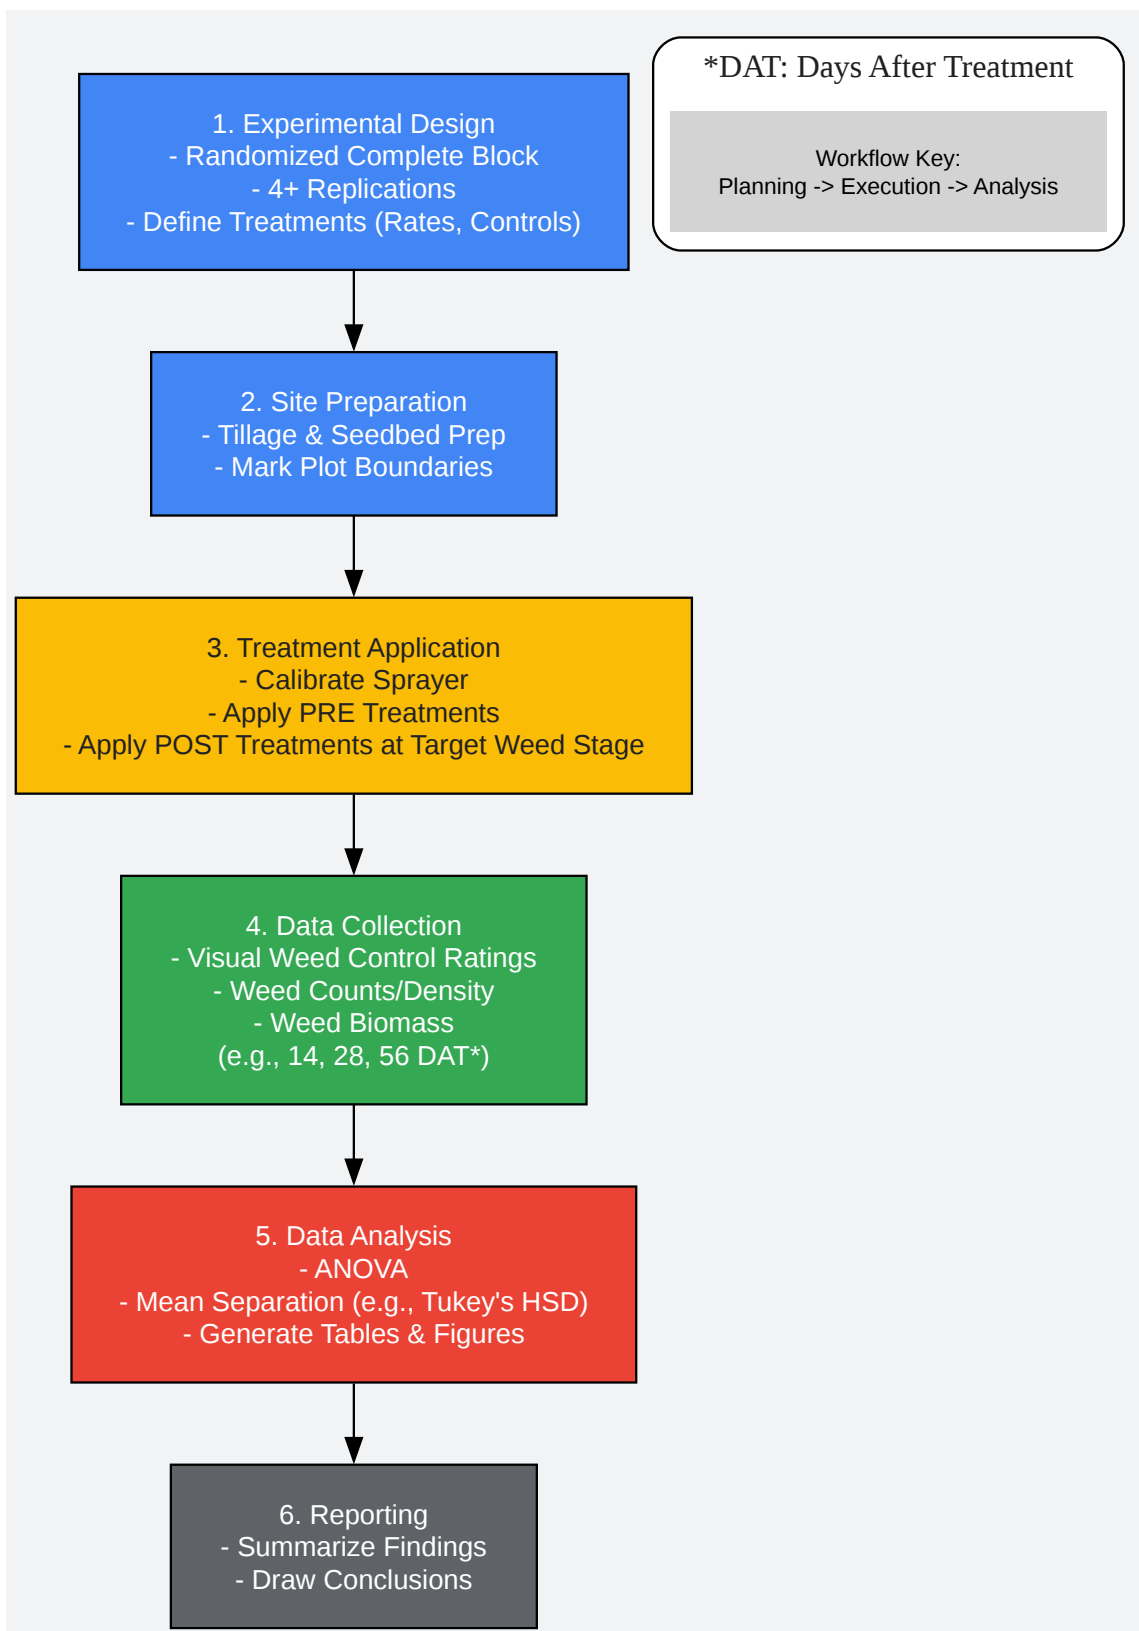 *DAT: Days After Treatment
Workflow Key:
Planning -> Execution -> Analysis
1. Experimental Design
- Randomized Complete Block
- 4+ Replications
- Define Treatments (Rates, Controls)
2. Site Preparation
- Tillage & Seedbed Prep
- Mark Plot Boundaries
3. Treatment Application
- Calibrate Sprayer
- Apply PRE Treatments
- Apply POST Treatments at Target Weed Stage
4. Data Collection
- Visual Weed Control Ratings
- Weed Counts/Density
- Weed Biomass
(e.g., 14, 28, 56 DAT*)
5. Data Analysis
- ANOVA
- Mean Separation (e.g., Tukey's HSD)
- Generate Tables & Figures
6. Reporting
- Summarize Findings
- Draw Conclusions